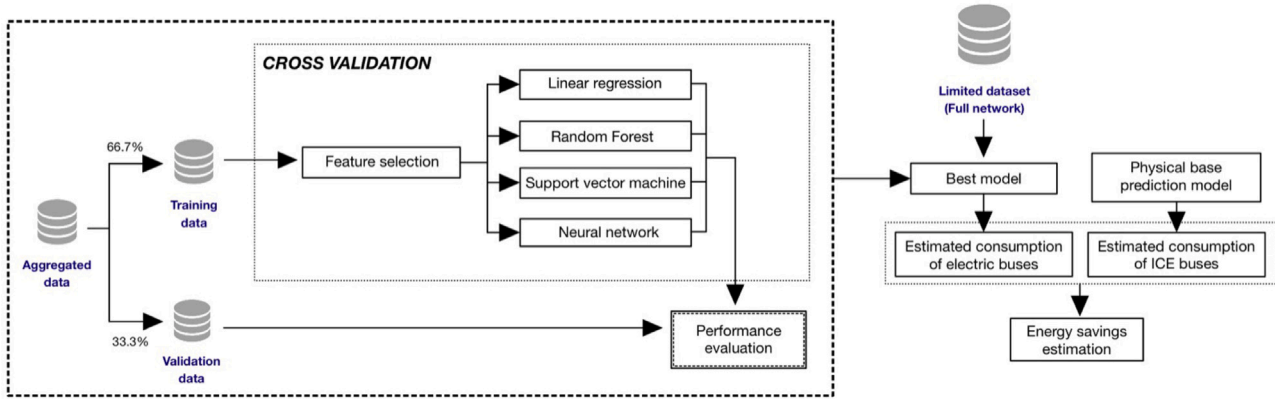 CROSS VALIDATION
66.7%
Training
data
Aggregated
data
33.3%
Validation
data
Feature selection
Linear regression
Random Forest
Support vector machine
Neural network
Performance
evaluation
Limited dataset
(Full network)
Best model
Physical base
prediction model
Estimated consumption
of electric buses
Estimated consumption
of ICE buses
Energy savings
estimation